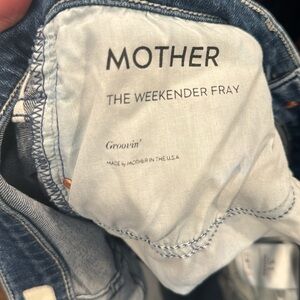 MOTHER
THE WEEKENDER FRAY
Groovin'
MADE by MOTHER IN THE U.S.A